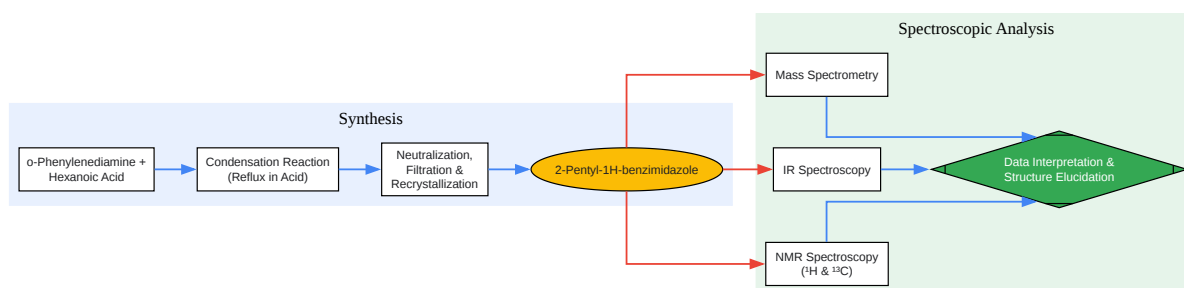 Synthesis
o-Phenylenediamine +
Hexanoic Acid
Condensation Reaction
(Reflux in Acid)
Neutralization,
Filtration &
Recrystallization
2-Pentyl-1H-benzimidazole
Spectroscopic Analysis
Mass Spectrometry
IR Spectroscopy
NMR Spectroscopy
(¹H & ¹³C)
Data Interpretation &
Structure Elucidation